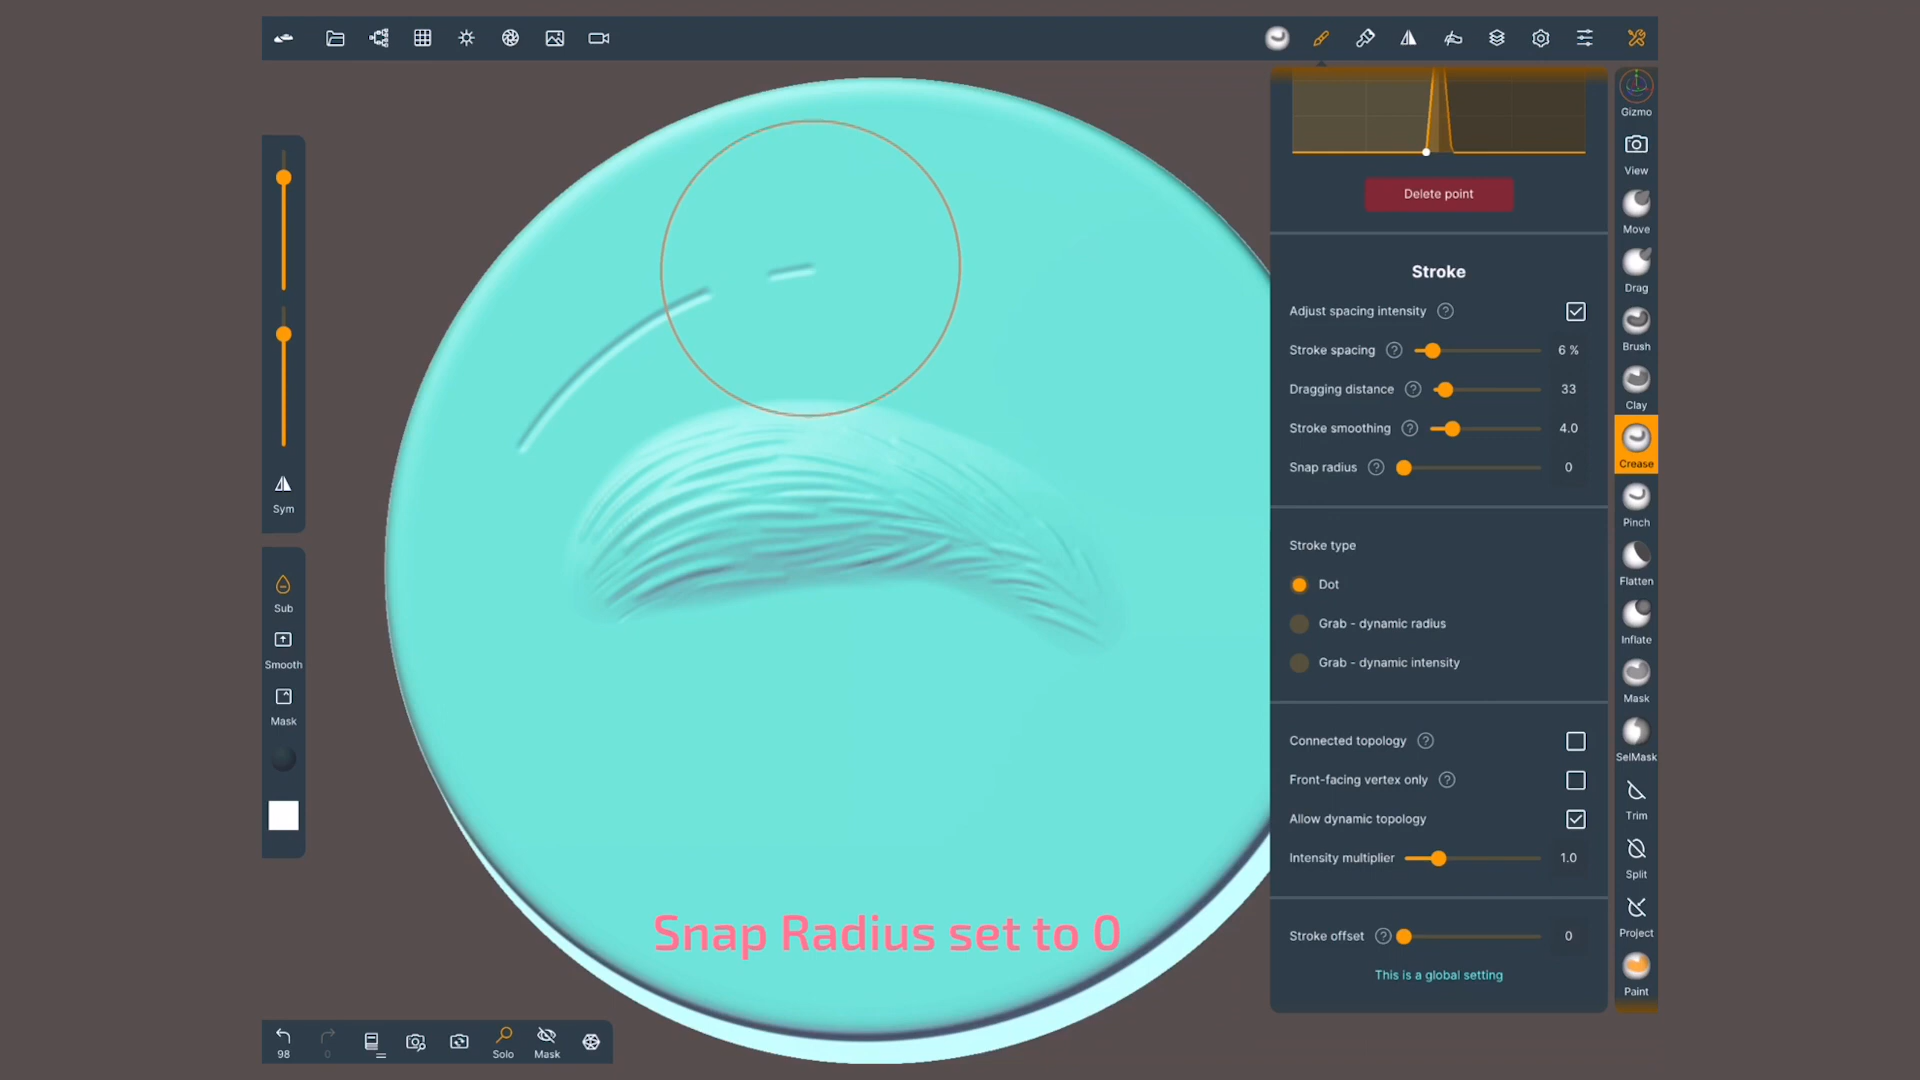 Sym
Sub
Smooth
Mask
98
0
Solo
Mask
Snap Radius set to 0
Delete point
Stroke
Adjust spacing intensity ?
Stroke spacing ? 6 %
Dragging distance ? 33
Stroke smoothing ? 4.0
Snap radius ? 0
Stroke type
Dot
Grab - dynamic radius
Grab - dynamic intensity
Connected topology ?
Front-facing vertex only ?
Allow dynamic topology
Intensity multiplier 1.0
Stroke offset ? 0
This is a global setting
Gizmo
View
Move
Drag
Brush
Clay
Crease
Pinch
Flatten
Inflate
Mask
SelMask
Trim
Split
Project
Paint